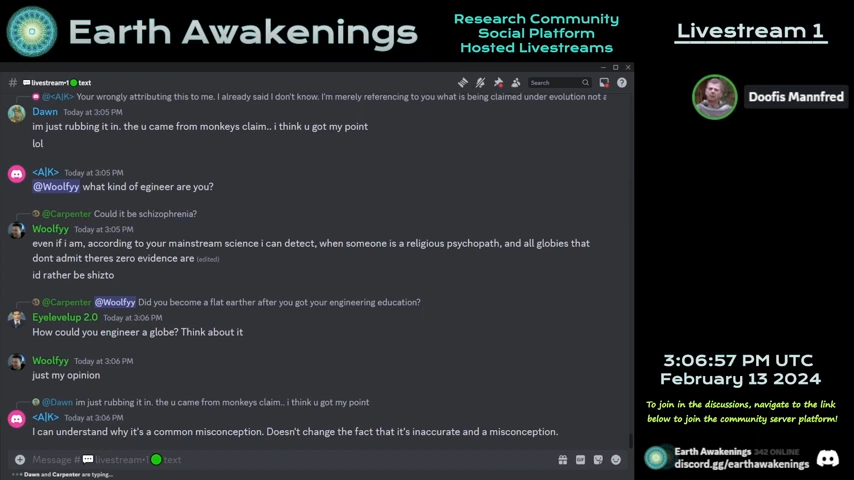 Earth Awakenings
Research Community
Social Platform
Hosted Livestreams
Livestream 1
# livestream•1 text
Search
@<A|K> Your wrongly attributing this to me. I already said I don't know. I'm merely referencing to you what is being claimed under evolution not a
Dawn Today at 3:05 PM
im just rubbing it in. the u came from monkeys claim.. i think u got my point
lol
<A|K> Today at 3:05 PM
@Woolfyy what kind of egineer are you?
@Carpenter Could it be schizophrenia?
Woolfyy Today at 3:05 PM
even if i am, according to your mainstream science i can detect, when someone is a religious psychopath, and all globies that
dont admit theres zero evidence are (edited)
id rather be shizto
@Carpenter @Woolfyy Did you become a flat earther after you got your engineering education?
Eyelevelup 2.0 Today at 3:06 PM
How could you engineer a globe? Think about it
Woolfyy Today at 3:06 PM
just my opinion
@Dawn im just rubbing it in. the u came from monkeys claim.. i think u got my point
<A|K> Today at 3:06 PM
I can understand why it's a common misconception. Doesn't change the fact that it's inaccurate and a misconception.
Message # livestream•1 text
GIF
Dawn and Carpenter are typing...
Doofis Mannfred
3:06:57 PM UTC
February 13 2024
To join in the discussions, navigate to the link
below to join the community server platform!
Earth Awakenings 342 ONLINE
discord.gg/earthawakenings